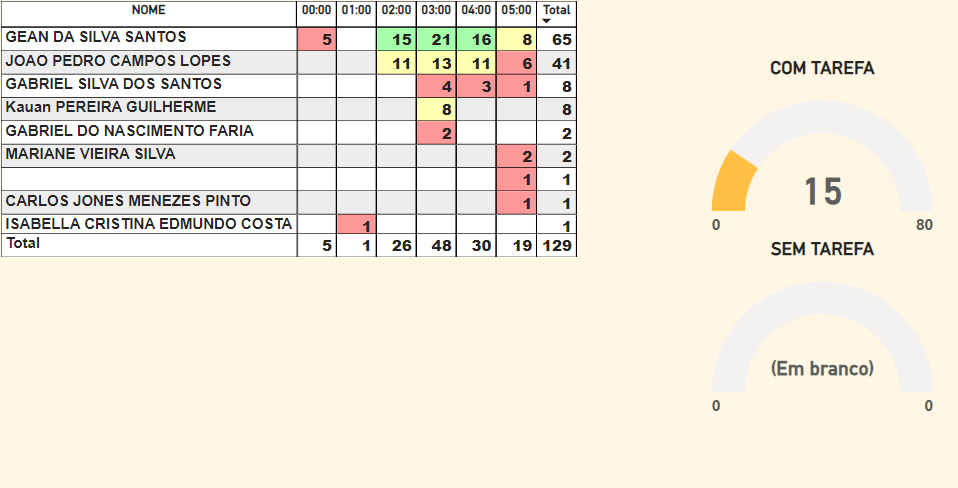 NOME 00:00 01:00 02:00 03:00 04:00 05:00 Total
GEAN DA SILVA SANTOS 5 15 21 16 8 65
JOAO PEDRO CAMPOS LOPES 11 13 11 6 41
GABRIEL SILVA DOS SANTOS 4 3 1 8
Kauan PEREIRA GUILHERME 8 8
GABRIEL DO NASCIMENTO FARIA 2 2
MARIANE VIEIRA SILVA 2 2
1 1
CARLOS JONES MENEZES PINTO 1 1
ISABELLA CRISTINA EDMUNDO COSTA 1 1
Total 5 1 26 48 30 19 129
COM TAREFA
15
0 80
SEM TAREFA
(Em branco)
0 0